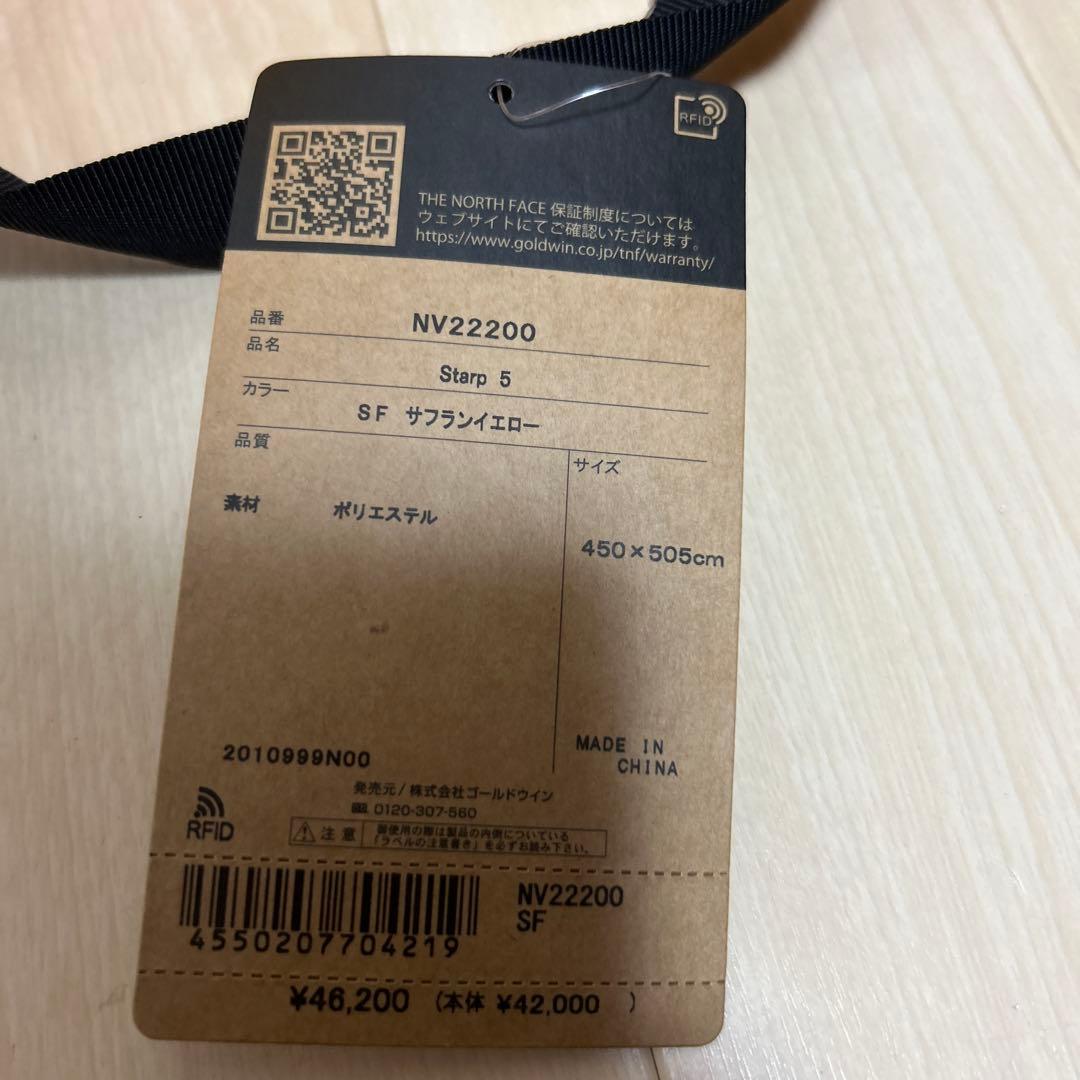 RFID
THE NORTH FACE 保証制度については
ウェブサイトにてご確認いただけます。
https://www.goldwin.co.jp/tnf/warranty/
品番 NV22200
品名 Starp 5
カラー SF サフランイエロー
品質
サイズ
素材 ポリエステル
450×505cm
2010999N00
MADE IN
CHINA
発売元/株式会社ゴールドウイン
0120-307-560
RFID
注意
御使用の際は製品の内側についている
「ラベルの注意書き」を必ずお読み下さい。
4550207704219
NV22200
SF
¥46,200 (本体 ¥42,000 )